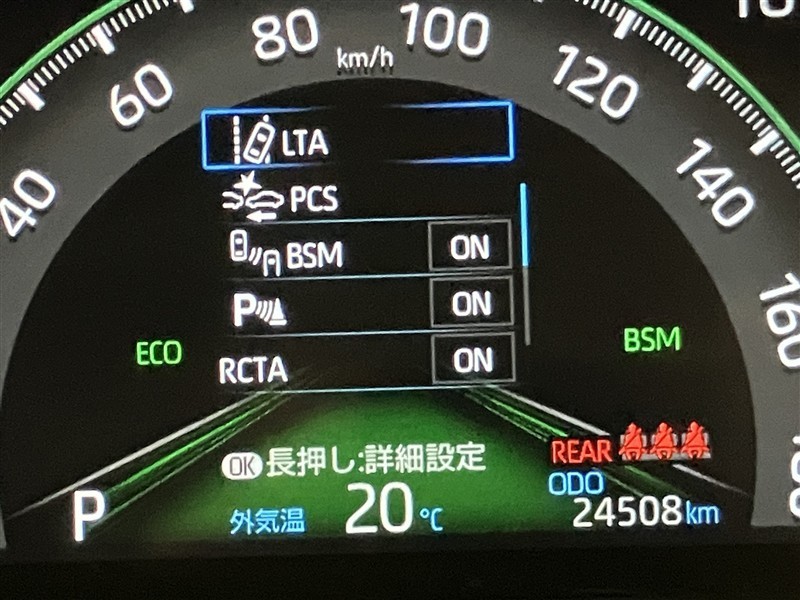 80
100
km/h
60
120
40
140
160
LTA
PCS
BSM ON
P ON
RCTA ON
ECO
BSM
OK 長押し:詳細設定
REAR
ODO
24508km
P
外気温 20℃